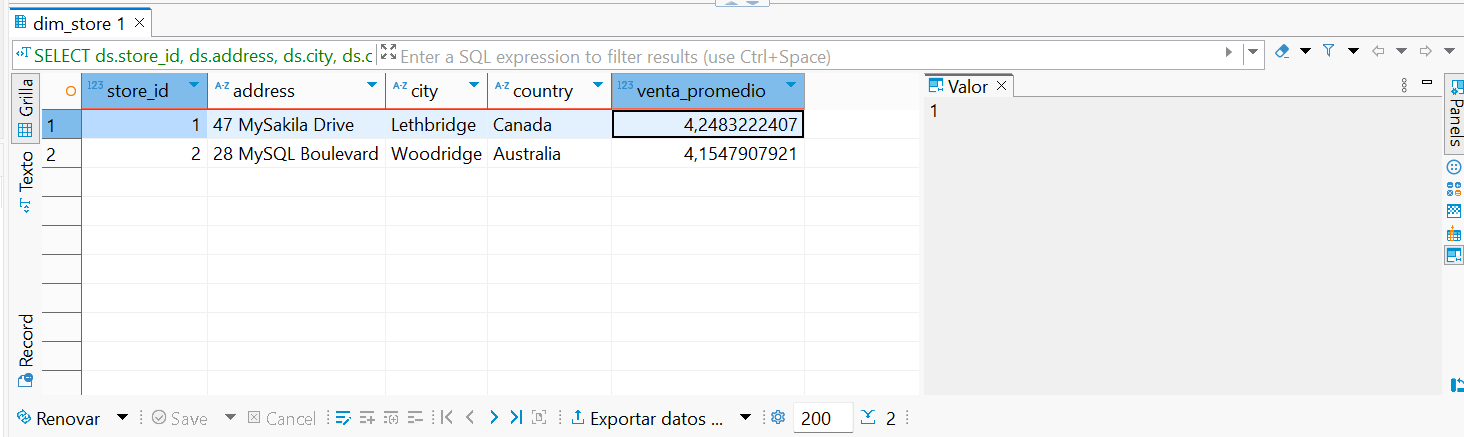 dim_store 1
SELECT ds.store_id, ds.address, ds.city, ds.c Enter a SQL expression to filter results (use Ctrl+Space)
Grilla
Texto
Record
123 store_id A-Z address A-Z city A-Z country 123 venta_promedio
1 1 47 MySakila Drive Lethbridge Canada 4,2483222407
2 2 28 MySQL Boulevard Woodridge Australia 4,1547907921
Valor
1
Panels
Renovar Save Cancel Exportar datos ... 200 2